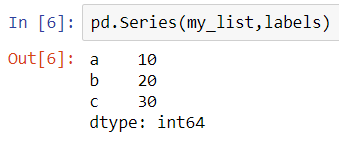 In [6]: pd.Series(my_list,labels)
Out[6]: a    10
b    20
c    30
dtype: int64